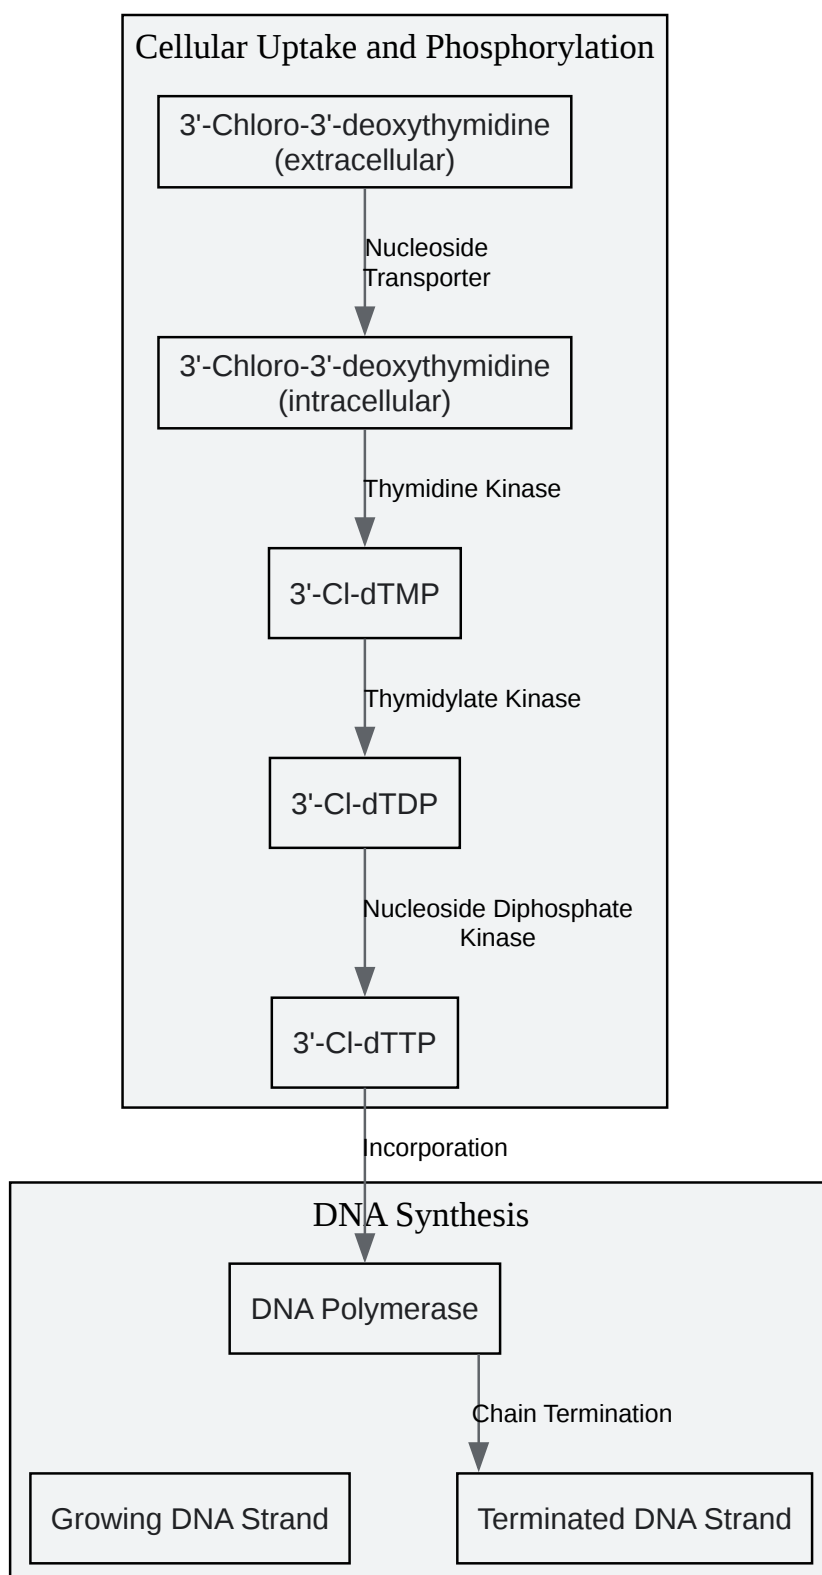 Cellular Uptake and Phosphorylation
3'-Chloro-3'-deoxythymidine
(extracellular)
Nucleoside
Transporter
3'-Chloro-3'-deoxythymidine
(intracellular)
Thymidine Kinase
3'-Cl-dTMP
Thymidylate Kinase
3'-Cl-dTDP
Nucleoside Diphosphate
Kinase
3'-Cl-dTTP
Incorporation
DNA Synthesis
DNA Polymerase
Chain Termination
Growing DNA Strand
Terminated DNA Strand